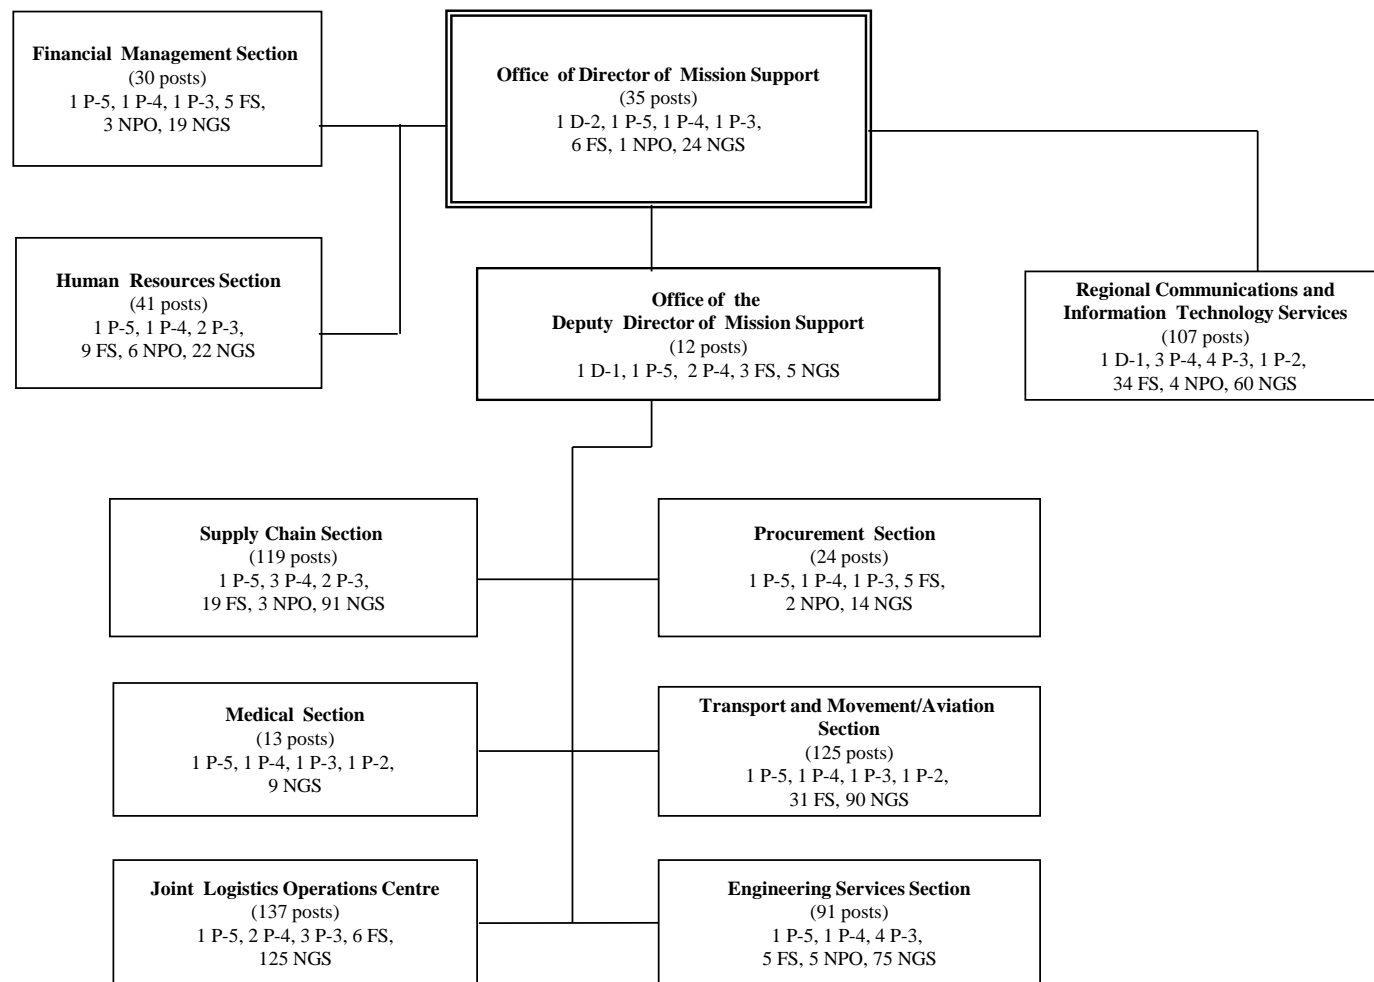 Financial Management Section
(30 posts)
1 P-5, 1 P-4, 1 P-3, 5 FS,
3 NPO, 19 NGS
Office of Director of Mission Support
(35 posts)
1 D-2, 1 P-5, 1 P-4, 1 P-3,
6 FS, 1 NPO, 24 NGS
Human Resources Section
(41 posts)
1 P-5, 1 P-4, 2 P-3,
9 FS, 6 NPO, 22 NGS
Office of the
Deputy Director of Mission Support
(12 posts)
1 D-1, 1 P-5, 2 P-4, 3 FS, 5 NGS
Regional Communications and
Information Technology Services
(107 posts)
1 D-1, 3 P-4, 4 P-3, 1 P-2,
34 FS, 4 NPO, 60 NGS
Supply Chain Section
(119 posts)
1 P-5, 3 P-4, 2 P-3,
19 FS, 3 NPO, 91 NGS
Procurement Section
(24 posts)
1 P-5, 1 P-4, 1 P-3, 5 FS,
2 NPO, 14 NGS
Medical Section
(13 posts)
1 P-5, 1 P-4, 1 P-3, 1 P-2,
9 NGS
Transport and Movement/Aviation
Section
(125 posts)
1 P-5, 1 P-4, 1 P-3, 1 P-2,
31 FS, 90 NGS
Joint Logistics Operations Centre
(137 posts)
1 P-5, 2 P-4, 3 P-3, 6 FS,
125 NGS
Engineering Services Section
(91 posts)
1 P-5, 1 P-4, 4 P-3,
5 FS, 5 NPO, 75 NGS